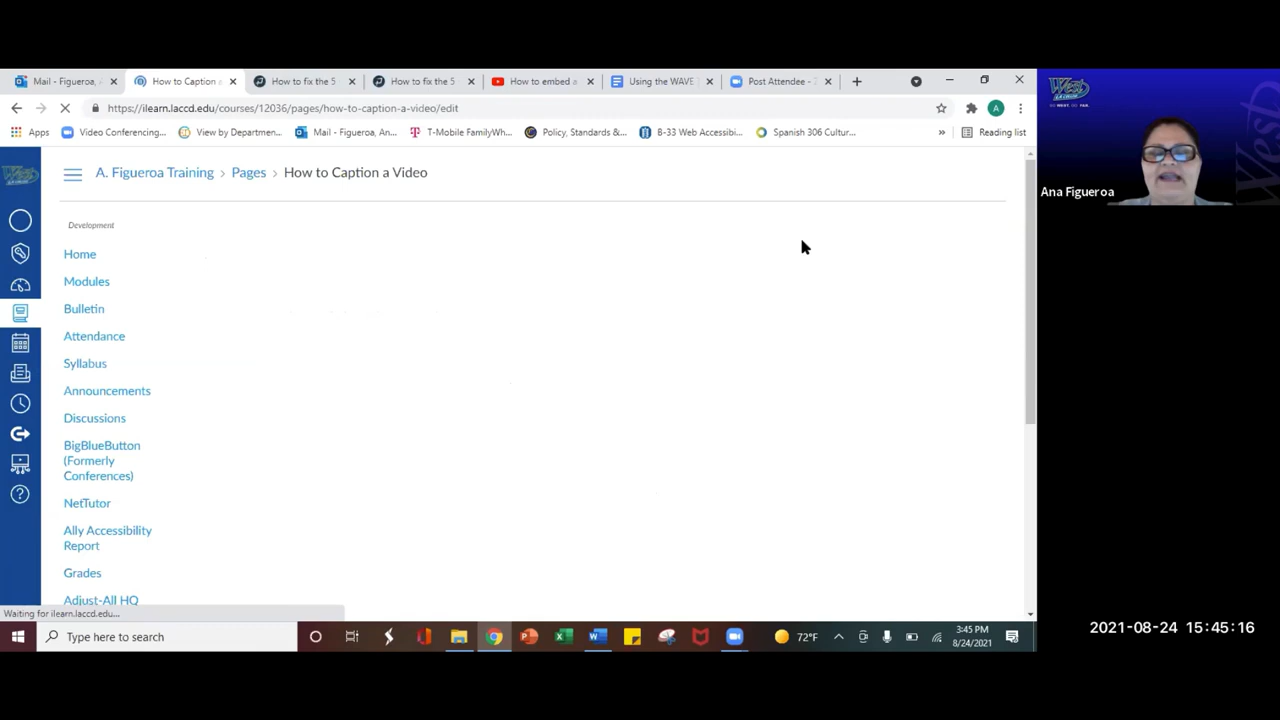 Mail - Figueroa,
How to Caption a
How to fix the 5
How to fix the 5
How to embed a
Using the WAVE
Post Attendee - Z
https://ilearn.laccd.edu/courses/12036/pages/how-to-caption-a-video/edit
Apps
Video Conferencing...
View by Departmen...
Mail - Figueroa, An...
T-Mobile FamilyWh...
Policy, Standards &...
B-33 Web Accessibi...
Spanish 306 Cultur...
»
Reading list
A. Figueroa Training > Pages > How to Caption a Video
Development
Home
Modules
Bulletin
Attendance
Syllabus
Announcements
Discussions
BigBlueButton
(Formerly
Conferences)
NetTutor
Ally Accessibility
Report
Grades
Adjust-All HQ
Waiting for ilearn.laccd.edu...
Type here to search
72°F
3:45 PM
8/24/2021
West
GO WEST. GO FAR.
Ana Figueroa
2021-08-24 15:45:16